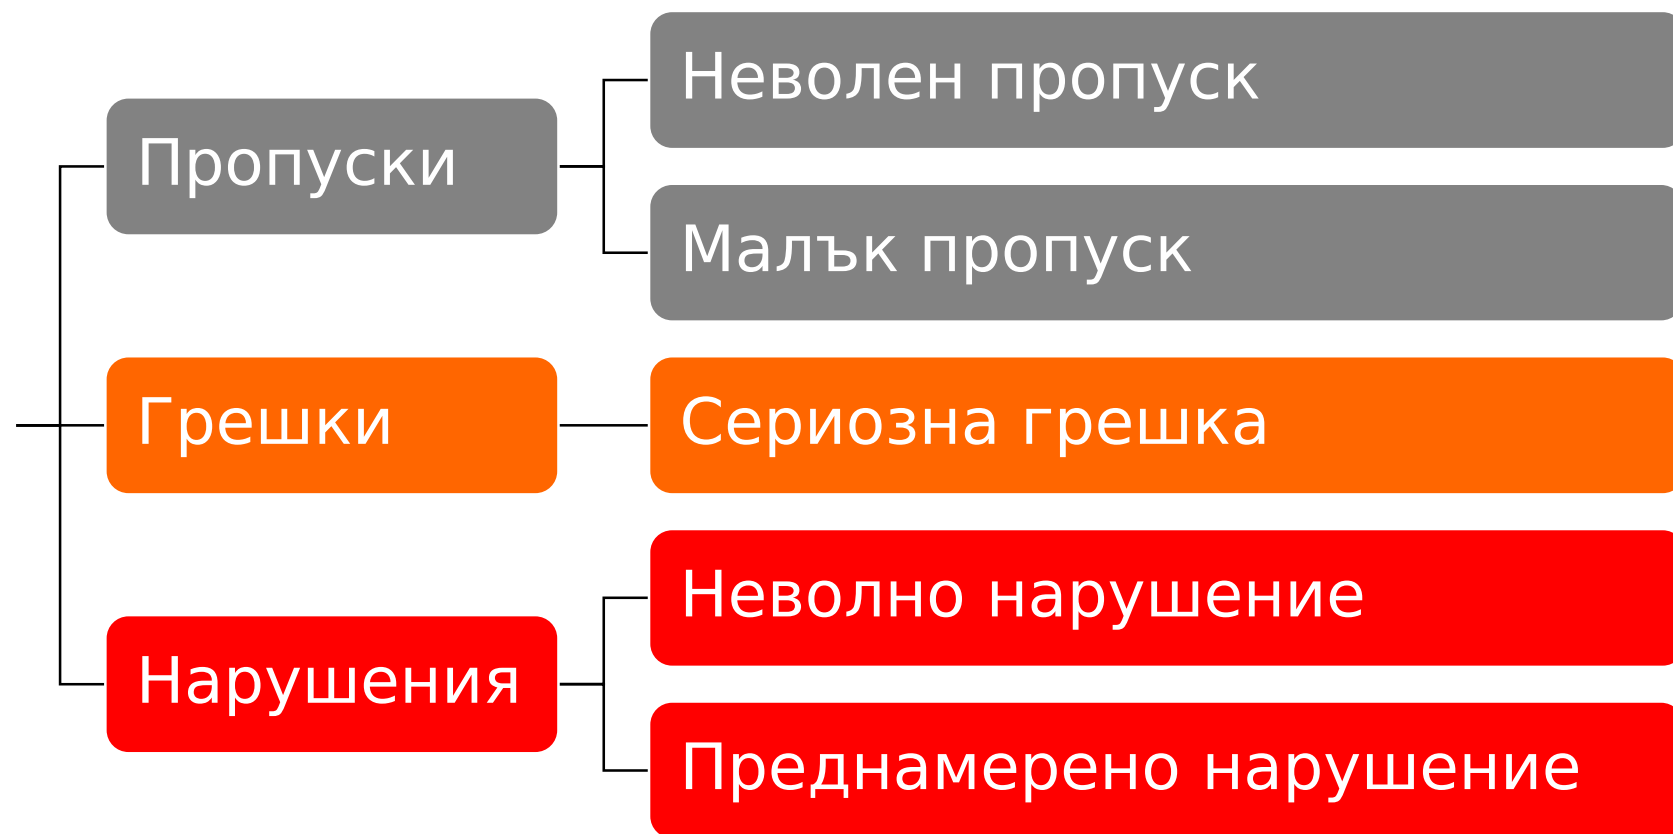 Пропуски
Неволен пропуск
Малък пропуск
Грешки
Сериозна грешка
Нарушения
Неволно нарушение
Преднамерено нарушение